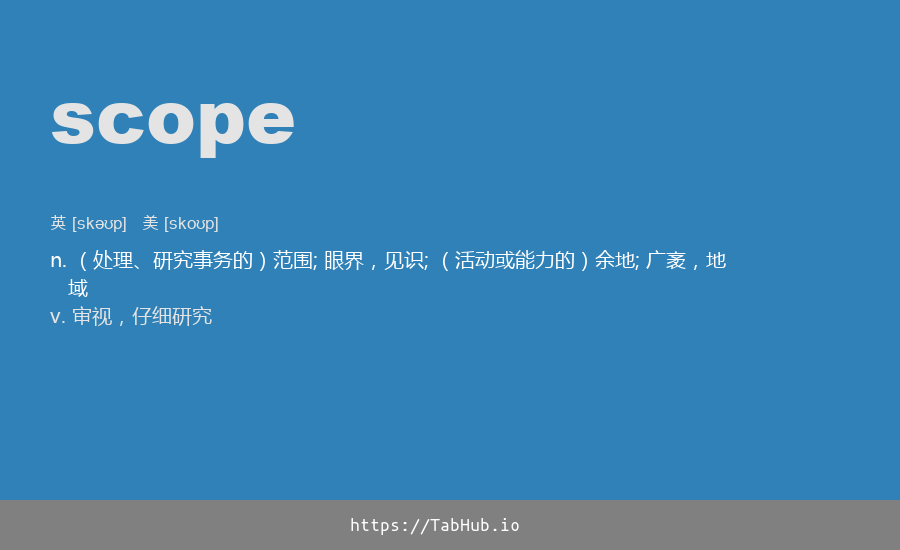 scope
英 [skəʊp] 美 [skoʊp]
n. （处理、研究事务的）范围; 眼界，见识; （活动或能力的）余地; 广袤，地
域
v. 审视，仔细研究
https://TabHub.io